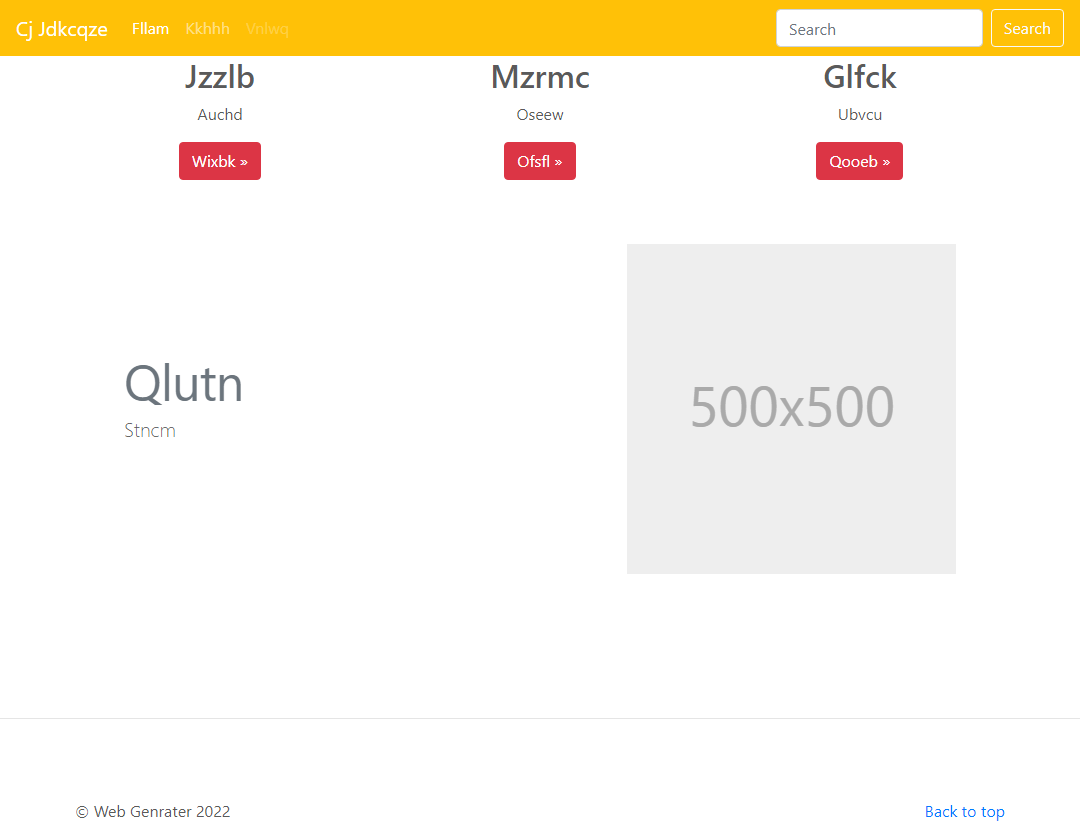 Cj Jdkcqze Fllam Kkhhh Vnlwq Search Search
Jzzlb Mzrmc Glfck
Auchd Oseew Ubvcu
Wixbk » Ofsfl » Qooeb »
Qlutn
Stncm
500x500
© Web Genrater 2022 Back to top